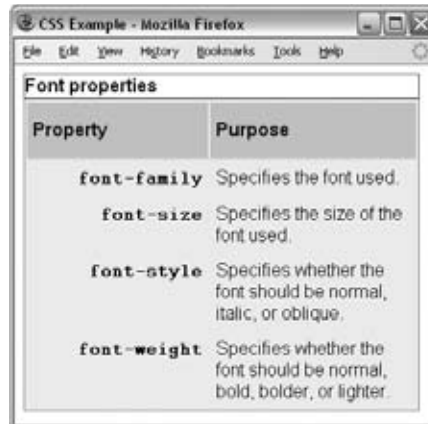 CSS Example - Mozilla Firefox
File Edit View History Bookmarks Tools Help
Font properties
Property Purpose
font-family Specifies the font used.
font-size Specifies the size of the
font used.
font-style Specifies whether the
font should be normal,
italic, or oblique.
font-weight Specifies whether the
font should be normal,
bold, bolder, or lighter.